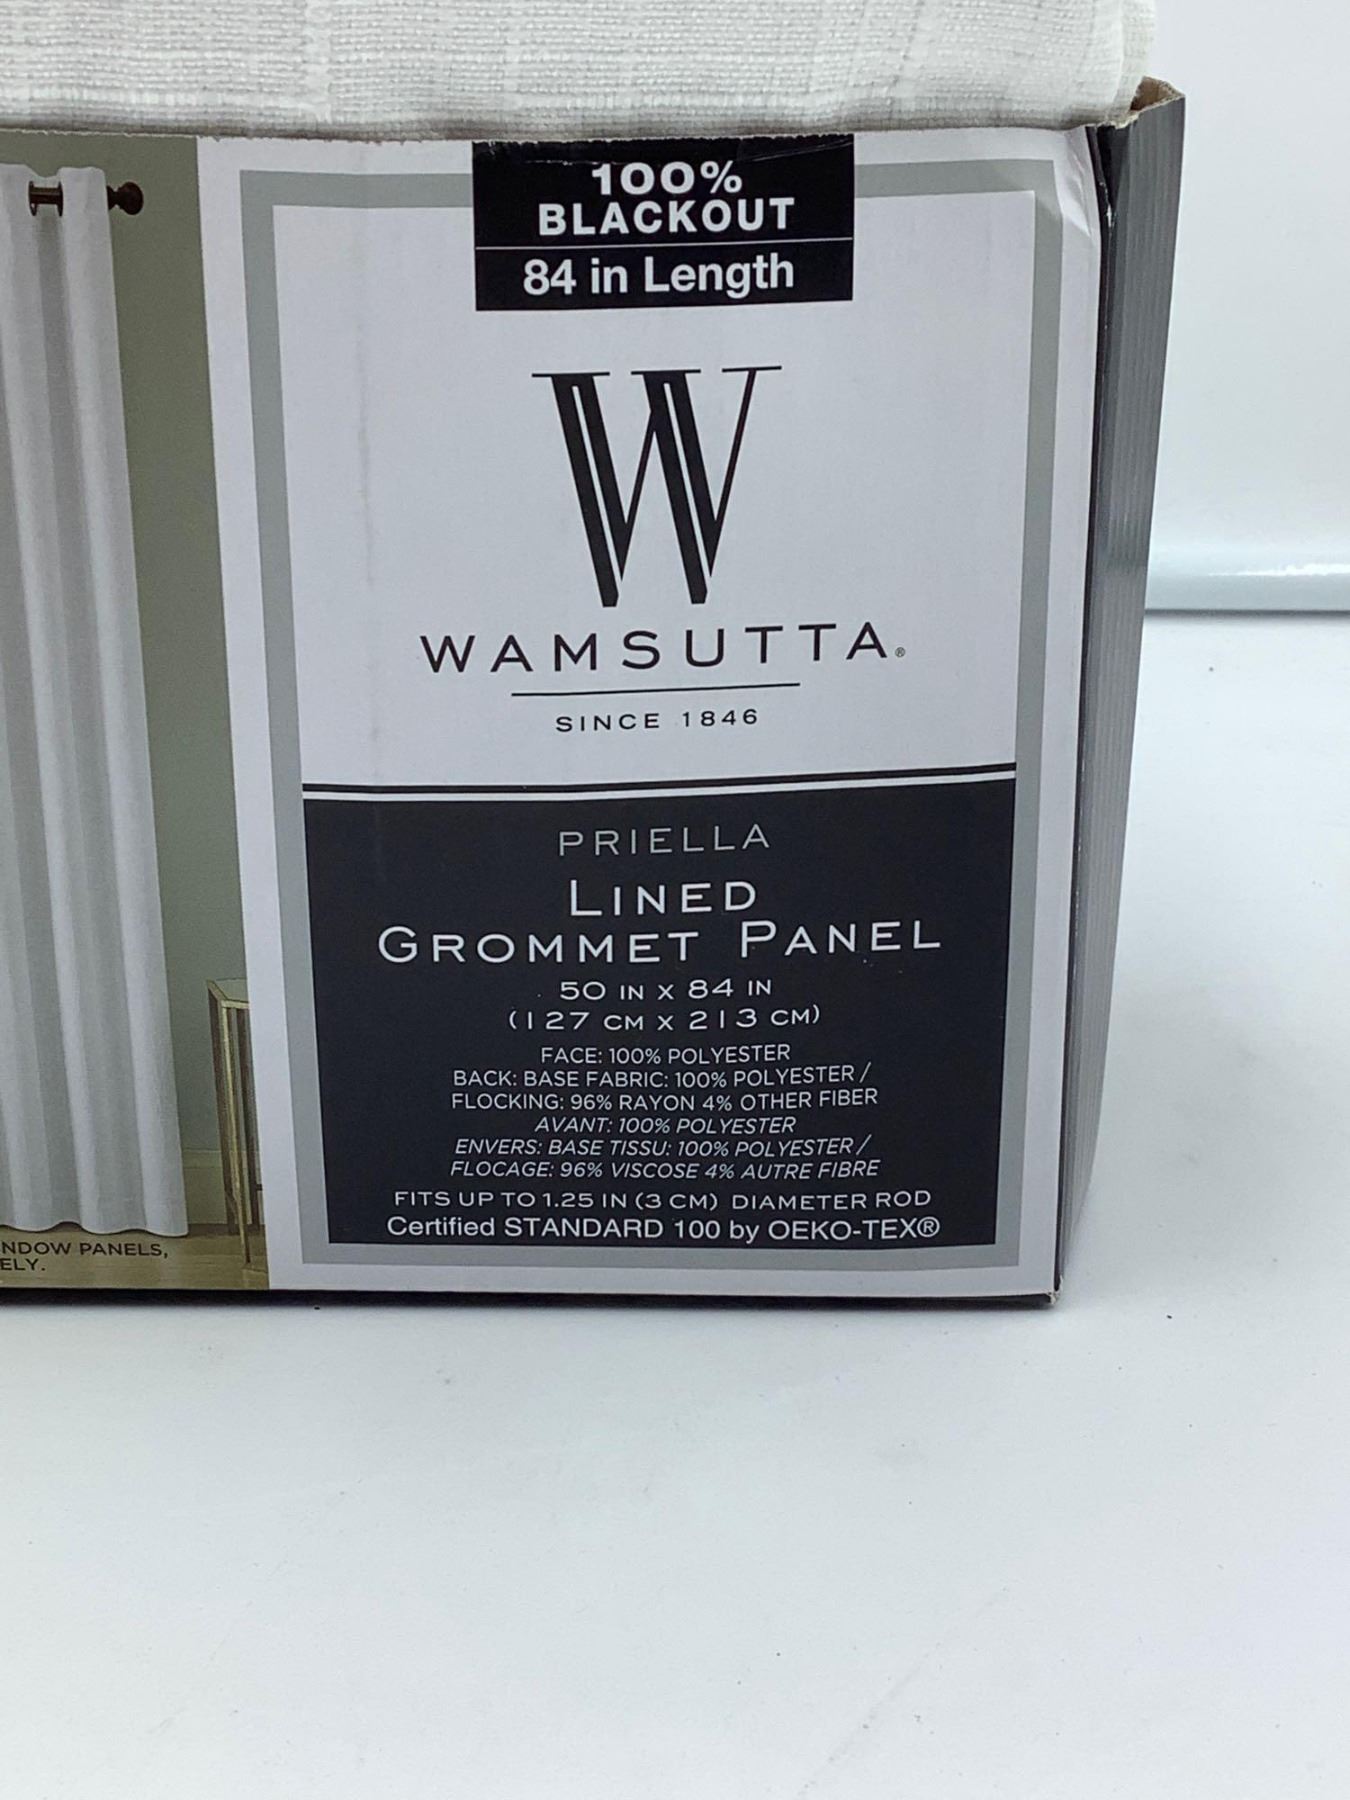 100%
BLACKOUT
84 in Length
W
WAMSUTTA®
SINCE 1846
PRIELLA
LINED
GROMMET PANEL
50 IN X 84 IN
(127 CM X 213 CM)
FACE: 100% POLYESTER
BACK: BASE FABRIC: 100% POLYESTER /
FLOCKING: 96% RAYON 4% OTHER FIBER
AVANT: 100% POLYESTER
ENVERS: BASE TISSU: 100% POLYESTER /
FLOCAGE: 96% VISCOSE 4% AUTRE FIBRE
FITS UP TO 1.25 IN (3 CM) DIAMETER ROD
Certified STANDARD 100 by OEKO-TEX®
NDOW PANELS,
ELY.